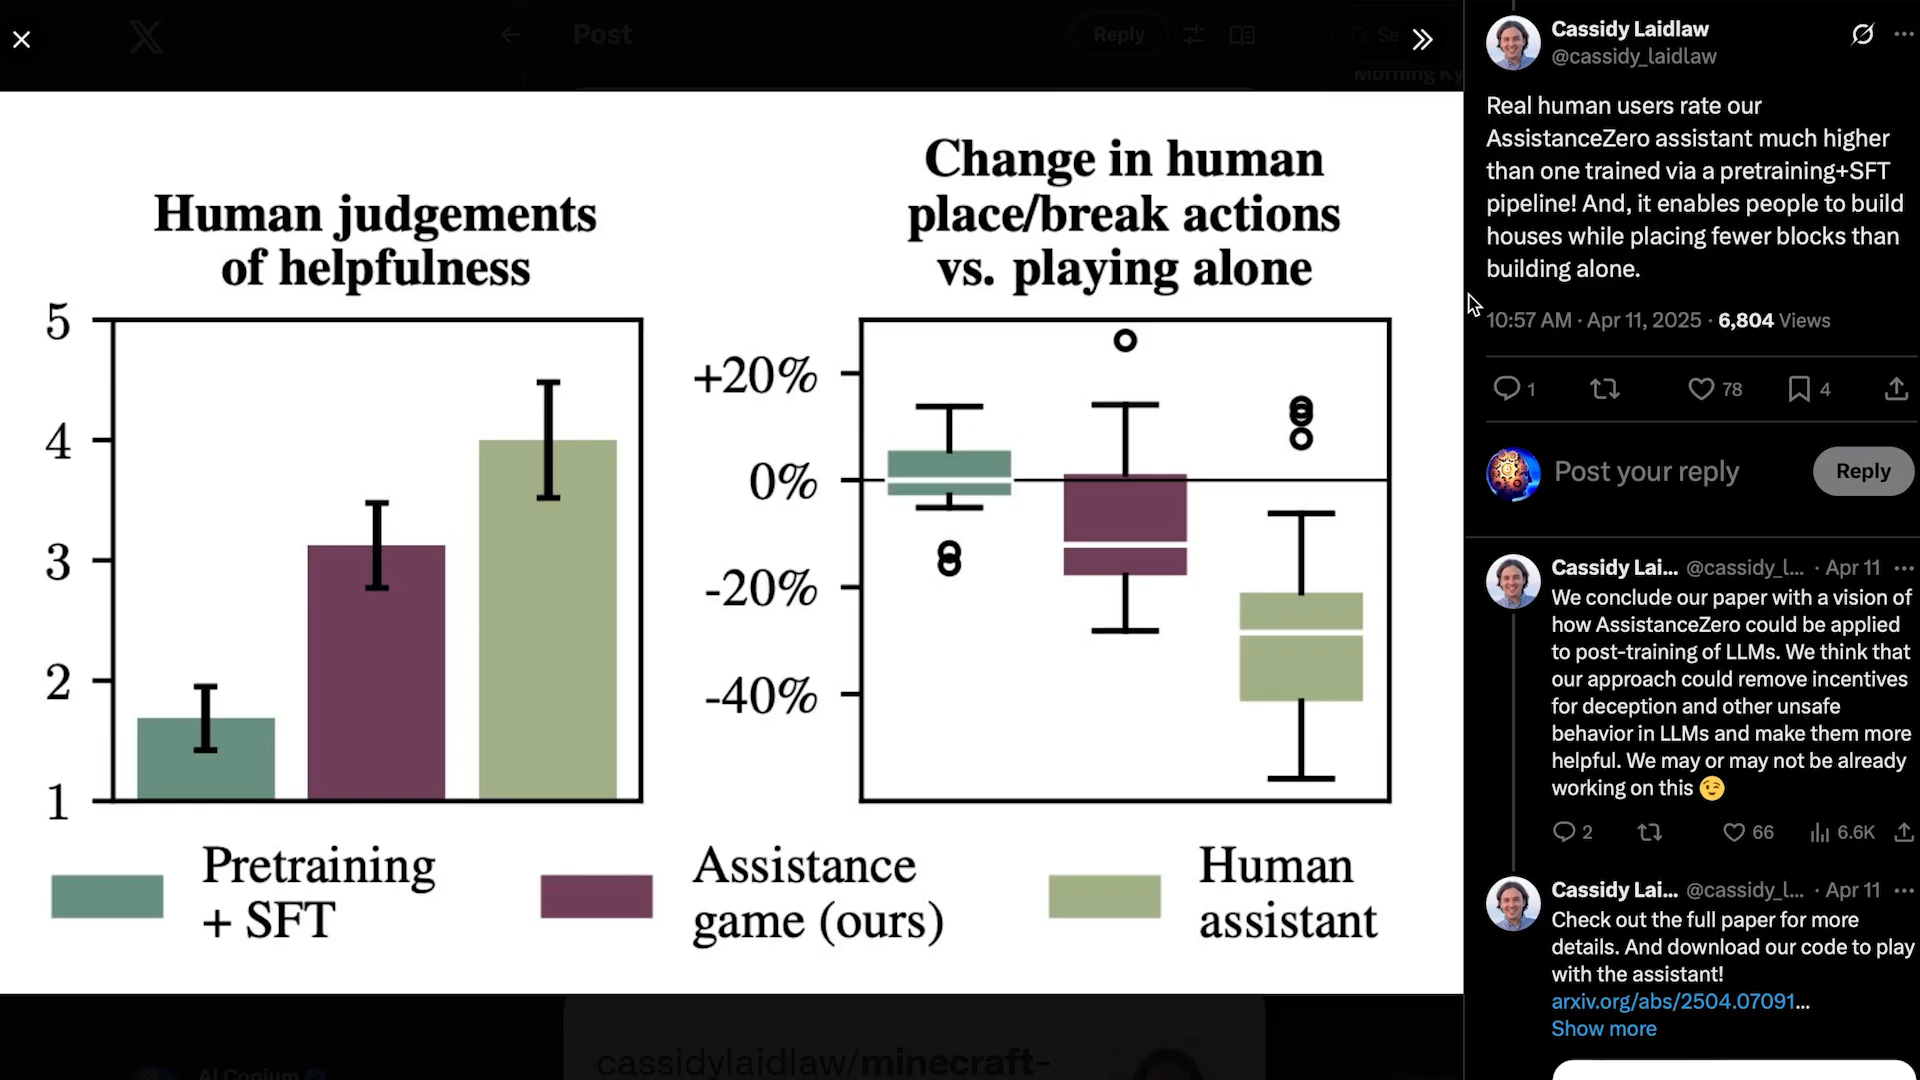 Post
Reply
Se
Morning Ky
Human judgements
of helpfulness
5
4
3
2
1
Change in human
place/break actions
vs. playing alone
+20%
0%
-20%
-40%
Pretraining
+ SFT
Assistance
game (ours)
Human
assistant
cassidylaidlaw/minecraft-
AI Copium
Cassidy Laidlaw
@cassidy_laidlaw
Real human users rate our
AssistanceZero assistant much higher
than one trained via a pretraining+SFT
pipeline! And, it enables people to build
houses while placing fewer blocks than
building alone.
10:57 AM · Apr 11, 2025 · 6,804 Views
1 78 4
Post your reply
Reply
Cassidy Lai... @cassidy_l... · Apr 11
We conclude our paper with a vision of
how AssistanceZero could be applied
to post-training of LLMs. We think that
our approach could remove incentives
for deception and other unsafe
behavior in LLMs and make them more
helpful. We may or may not be already
working on this 😉
2 66 6.6K
Cassidy Lai... @cassidy_l... · Apr 11
Check out the full paper for more
details. And download our code to play
with the assistant!
arxiv.org/abs/2504.07091...
Show more